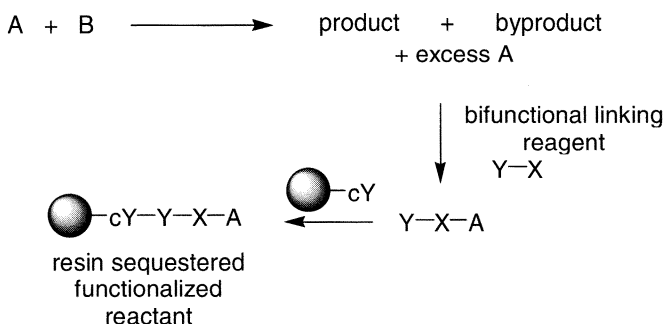 A + B product + byproduct
+ excess A
bifunctional linking
reagent
Y—X
cY
cY—Y—X—A Y—X—A
resin sequestered
functionalized
reactant